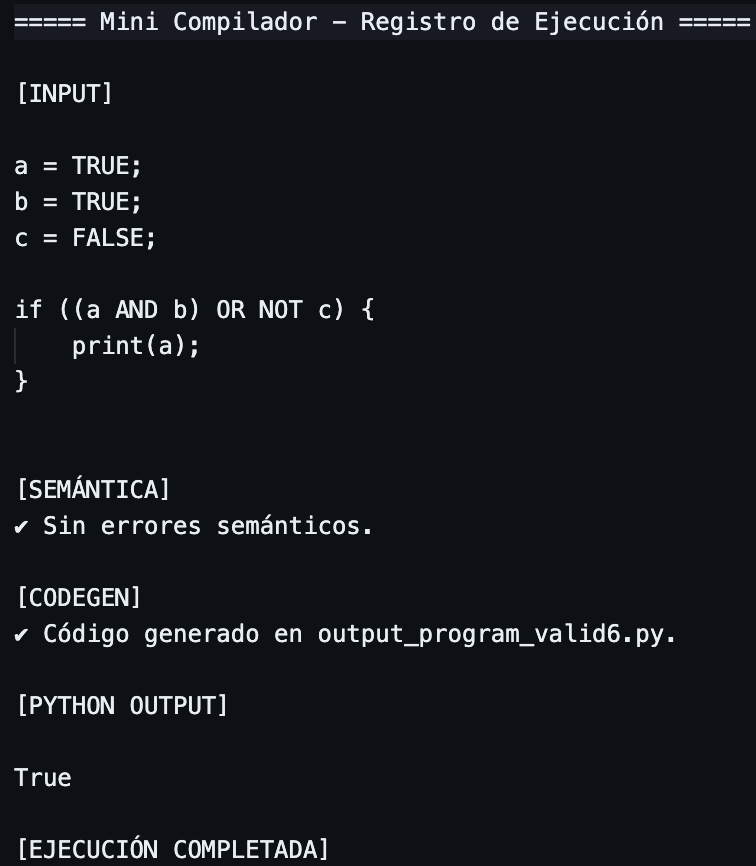 ===== Mini Compilador – Registro de Ejecución =====
[INPUT]
a = TRUE;
b = TRUE;
c = FALSE;
if ((a AND b) OR NOT c) {
    print(a);
}
[SEMÁNTICA]
✔ Sin errores semánticos.
[CODEGEN]
✔ Código generado en output_program_valid6.py.
[PYTHON OUTPUT]
True
[EJECUCIÓN COMPLETADA]